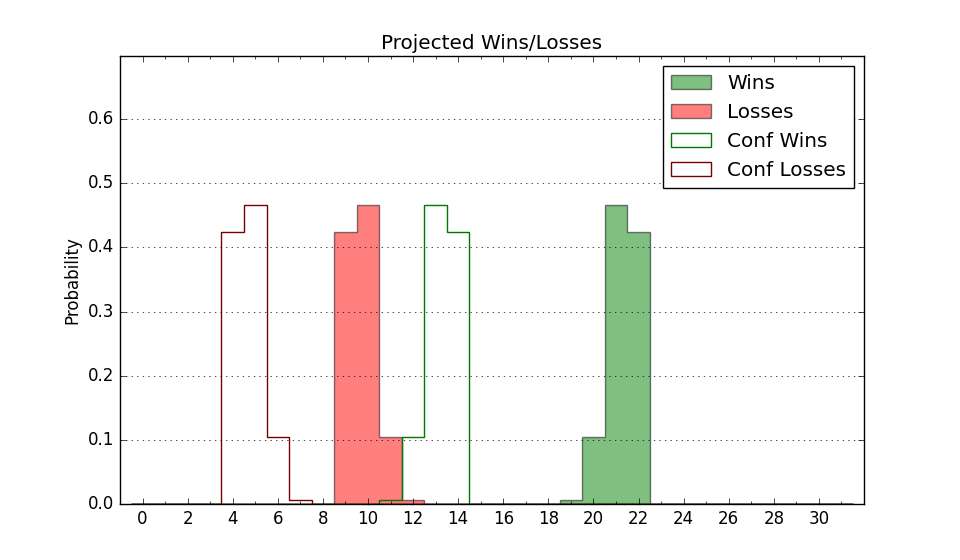 Projected Wins/Losses
Wins
Losses
Conf Wins
Conf Losses
Probability
0.6
0.5
0.4
0.3
0.2
0.1
0.0
0 2 4 6 8 10 12 14 16 18 20 22 24 26 28 30